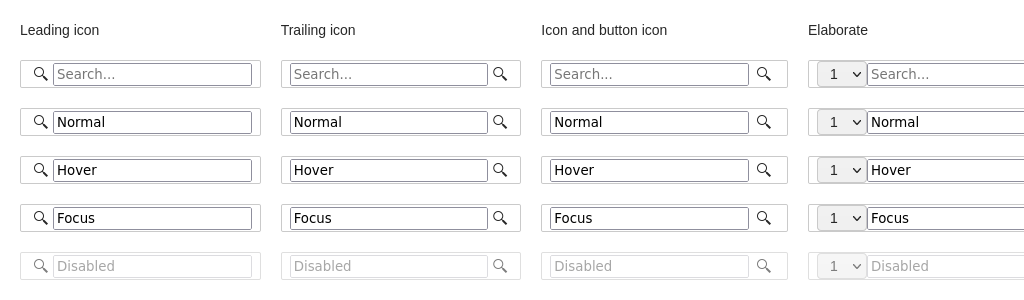 Leading icon Trailing icon Icon and button icon Elaborate
Search... Search... Search... 1 Search...
Normal Normal Normal 1 Normal
Hover Hover Hover 1 Hover
Focus Focus Focus 1 Focus
Disabled Disabled Disabled 1 Disabled